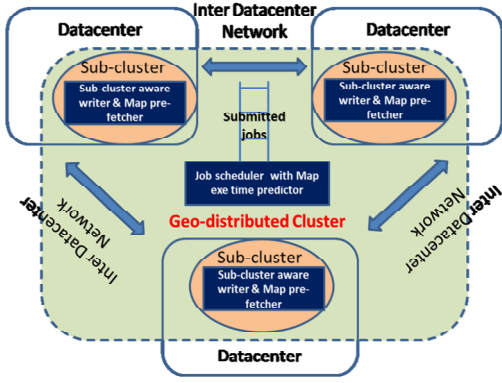 Datacenter
Inter Datacenter
Network
Datacenter
Sub-cluster
Sub-cluster aware
writer & Map pre-
fetcher
Sub-cluster
Sub-cluster aware
writer & Map pre-
fetcher
Submitted
jobs
Job scheduler with Map
exe time predictor
Inter Datacenter
Network
Geo-distributed Cluster
Inter Datacenter
Network
Sub-cluster
Sub-cluster aware
writer & Map pre-
fetcher
Datacenter